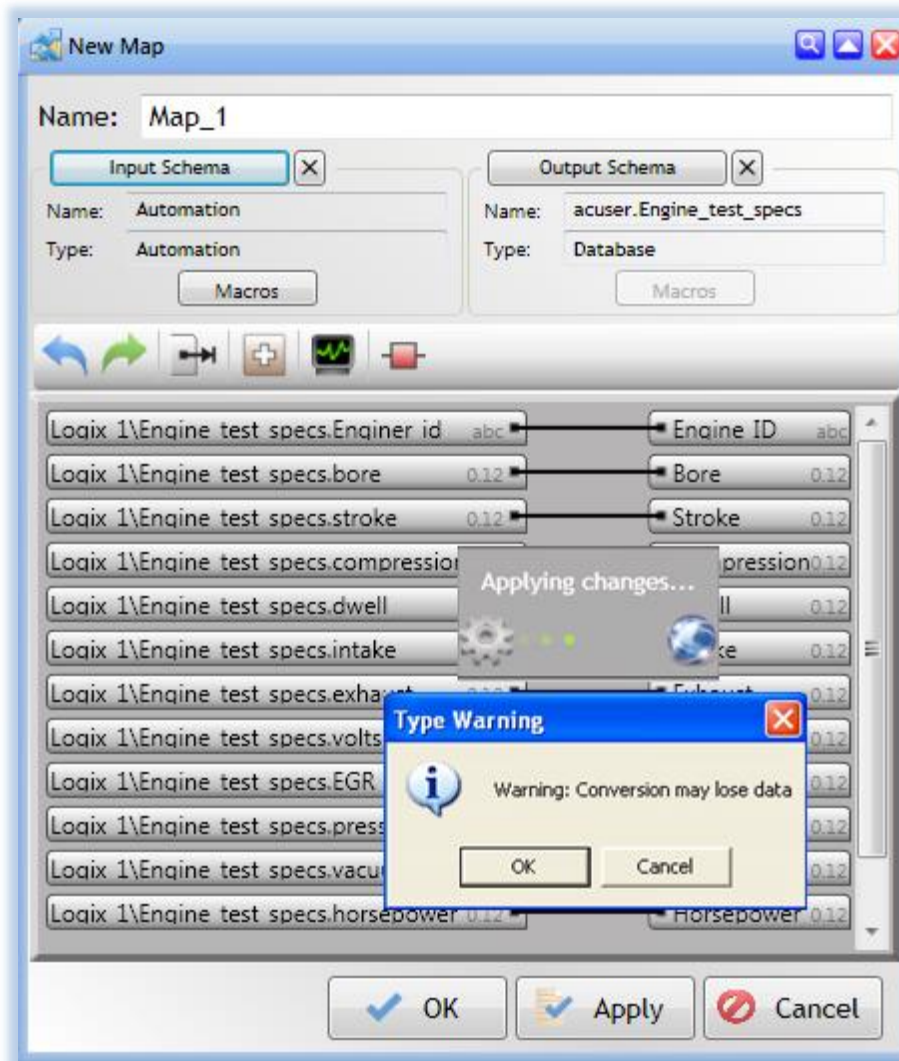 New Map
Name: Map_1
Input Schema X Output Schema X
Name: Automation Name: acuser.Engine_test_specs
Type: Automation Type: Database
Macros Macros
Logix 1\Engine test specs.Enginer id abc Engine ID abc
Logix 1\Engine test specs.bore 0.12 Bore 0.12
Logix 1\Engine test specs.stroke 0.12 Stroke 0.12
Logix 1\Engine test specs.compression pression 0.12
Applying changes...
Logix 1\Engine test specs.dwell ll 0.12
Logix 1\Engine test specs.intake ke 0.12
Logix 1\Engine test specs.exhaust 0.12 Exhaust 0.12
Type Warning
Logix 1\Engine test specs.volts 0.12
Warning: Conversion may lose data
Logix 1\Engine test specs.EGR 0.12
Logix 1\Engine test specs.press 0.12
OK Cancel
Logix 1\Engine test specs.vacu 0.12
Logix 1\Engine test specs.horsepower 0.12 Horsepower 0.12
OK Apply Cancel